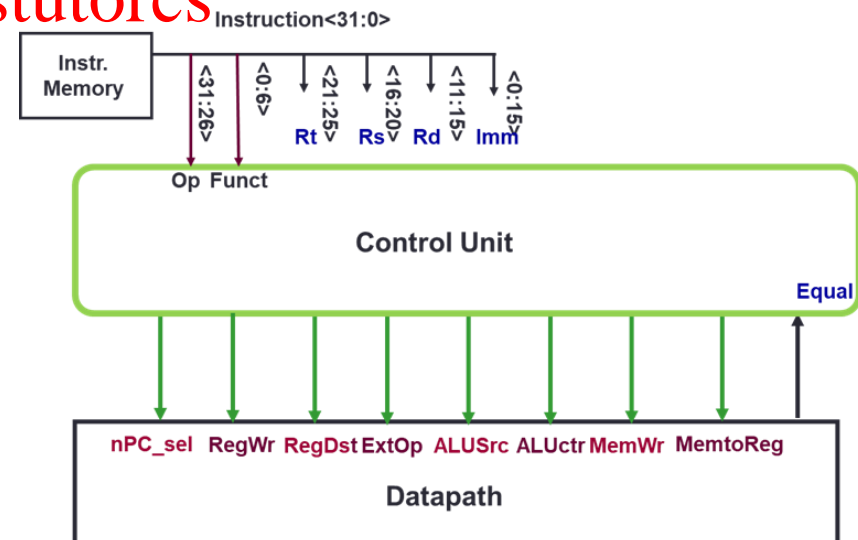 stutorcs
Instruction<31:0>
Instr.
Memory
<31:26>
<0:6>
<21:25>
<16:20>
<11:15>
<0:15>
Rt Rs Rd Imm
Op Funct
Control Unit
Equal
nPC_sel RegWr RegDst ExtOp ALUSrc ALUctr MemWr MemtoReg
Datapath